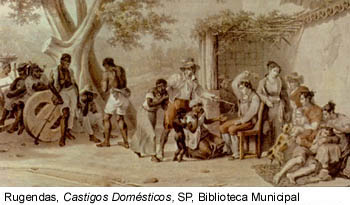 Rugendas, Castigos Domésticos, SP, Biblioteca Municipal